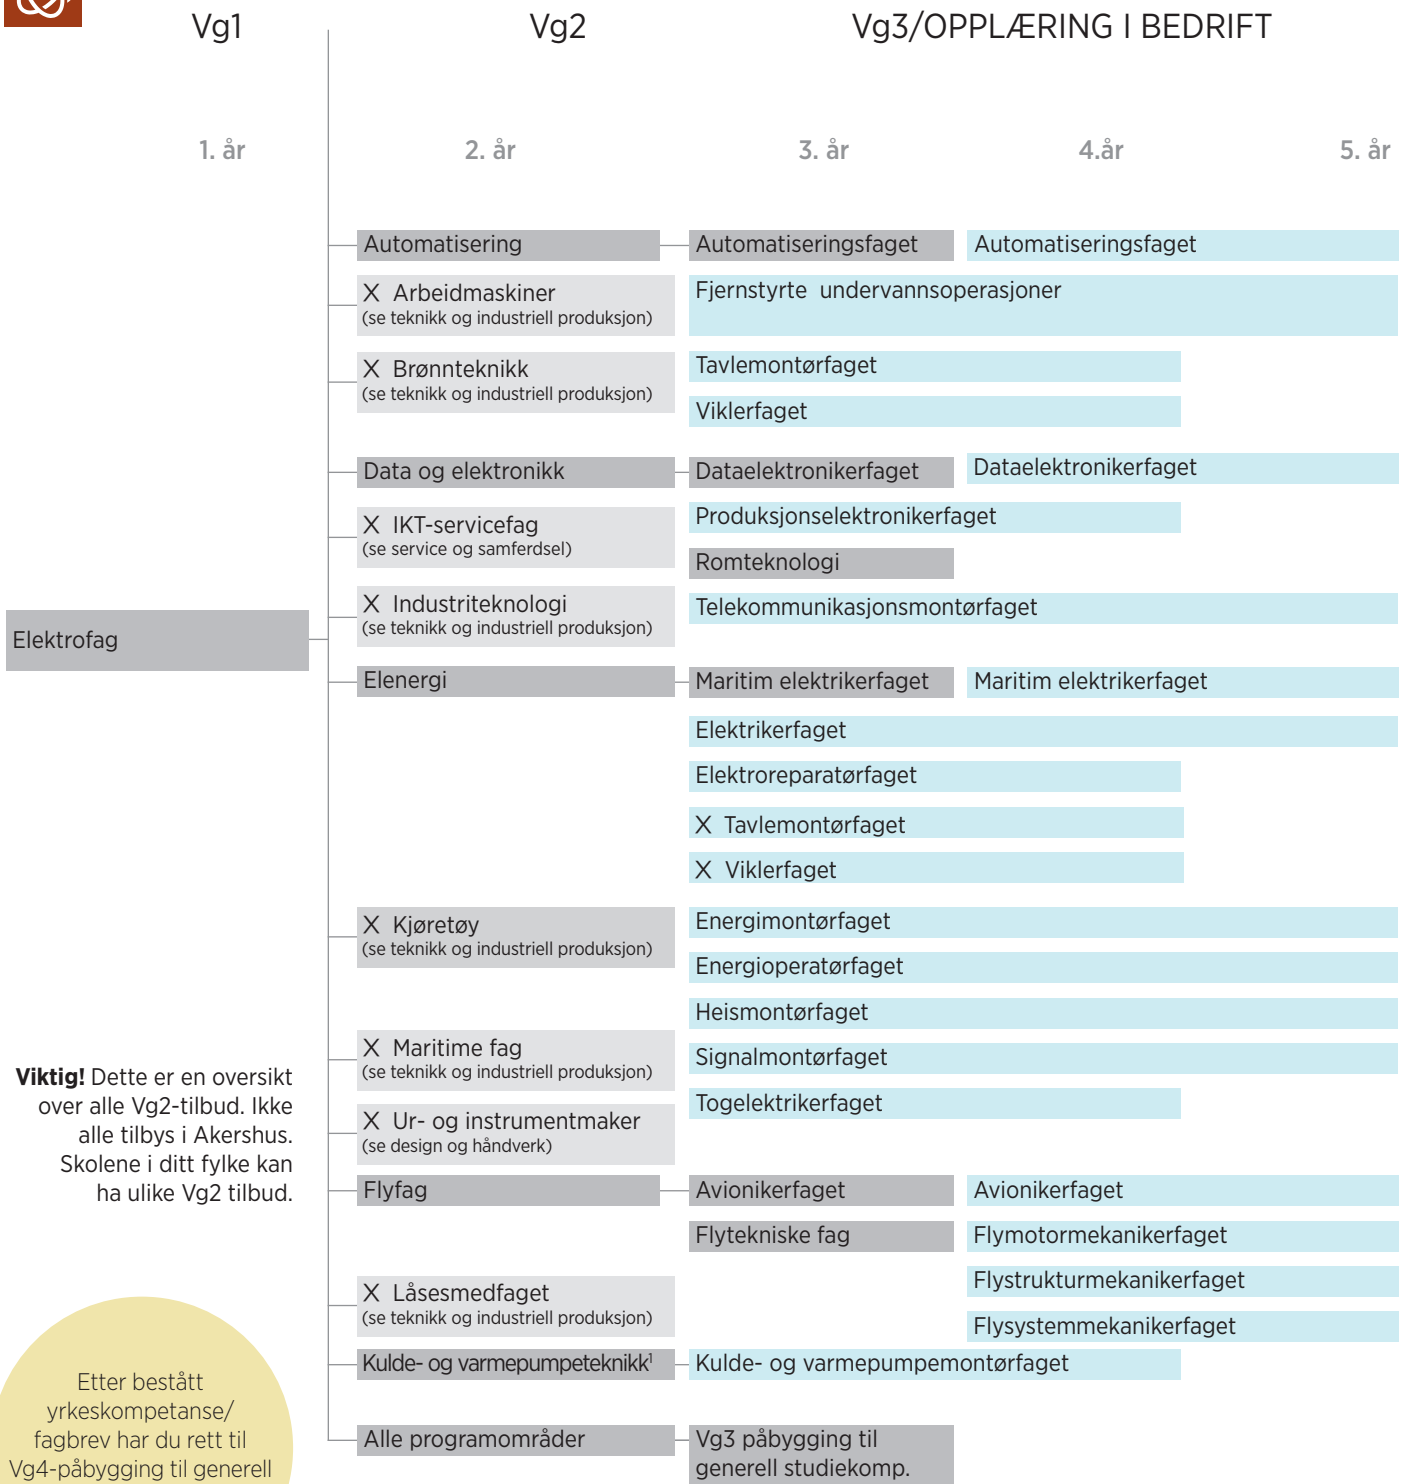 Vg1
Vg2
Vg3/OPPLÆRING I BEDRIFT
1. år
2. år
3. år
4.år
5. år
Automatisering
Automatiseringsfaget
Automatiseringsfaget
X Arbeidmaskiner
(se teknikk og industriell produksjon)
Fjernstyrte undervannsoperasjoner
X Brønnteknikk
(se teknikk og industriell produksjon)
Tavlemontørfaget
Viklerfaget
Data og elektronikk
Dataelektronikerfaget
Dataelektronikerfaget
X IKT-servicefag
(se service og samferdsel)
Produksjonselektronikerfaget
Romteknologi
X Industriteknologi
(se teknikk og industriell produksjon)
Telekommunikasjonsmontørfaget
Elektrofag
Elenergi
Maritim elektrikerfaget
Maritim elektrikerfaget
Elektrikerfaget
Elektroreparatørfaget
X Tavlemontørfaget
X Viklerfaget
X Kjøretøy
(se teknikk og industriell produksjon)
Energimontørfaget
Energioperatørfaget
Heismontørfaget
X Maritime fag
(se teknikk og industriell produksjon)
Signalmontørfaget
Togelektrikerfaget
X Ur- og instrumentmaker
(se design og håndverk)
Viktig! Dette er en oversikt
over alle Vg2-tilbud. Ikke
alle tilbys i Akershus.
Skolene i ditt fylke kan
ha ulike Vg2 tilbud.
Flyfag
Avionikerfaget
Avionikerfaget
Flytekniske fag
Flymotormekanikerfaget
X Låsesmedfaget
(se teknikk og industriell produksjon)
Flystrukturmekanikerfaget
Flysystemmekanikerfaget
Kulde- og varmepumpeteknikk¹
Kulde- og varmepumpemontørfaget
Alle programområder
Vg3 påbygging til
generell studiekomp.
Etter bestått
yrkeskompetanse/
fagbrev har du rett til
Vg4-påbygging til generell